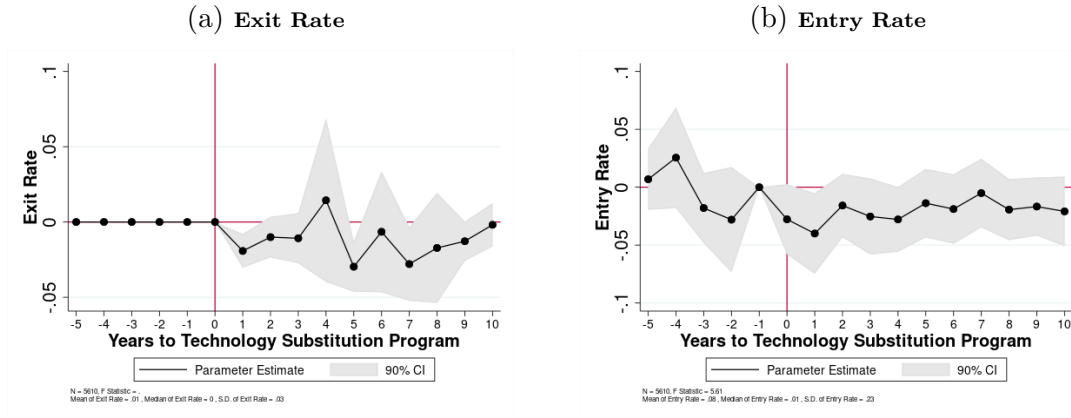 (a) Exit Rate
(b) Entry Rate
.1
.05
0
-.05
Exit Rate
-5 -4 -3 -2 -1 0 1 2 3 4 5 6 7 8 9 10
Years to Technology Substitution Program
Parameter Estimate 90% CI
N = 5610, F Statistic = .
Mean of Exit Rate = .01 , Median of Exit Rate = 0 , S.D. of Exit Rate = .03
.1
.05
0
-.05
-.1
Entry Rate
-5 -4 -3 -2 -1 0 1 2 3 4 5 6 7 8 9 10
Years to Technology Substitution Program
Parameter Estimate 90% CI
N = 5610, F Statistic = 5.61
Mean of Entry Rate = .08 , Median of Entry Rate = .01 , S.D. of Entry Rate = .23